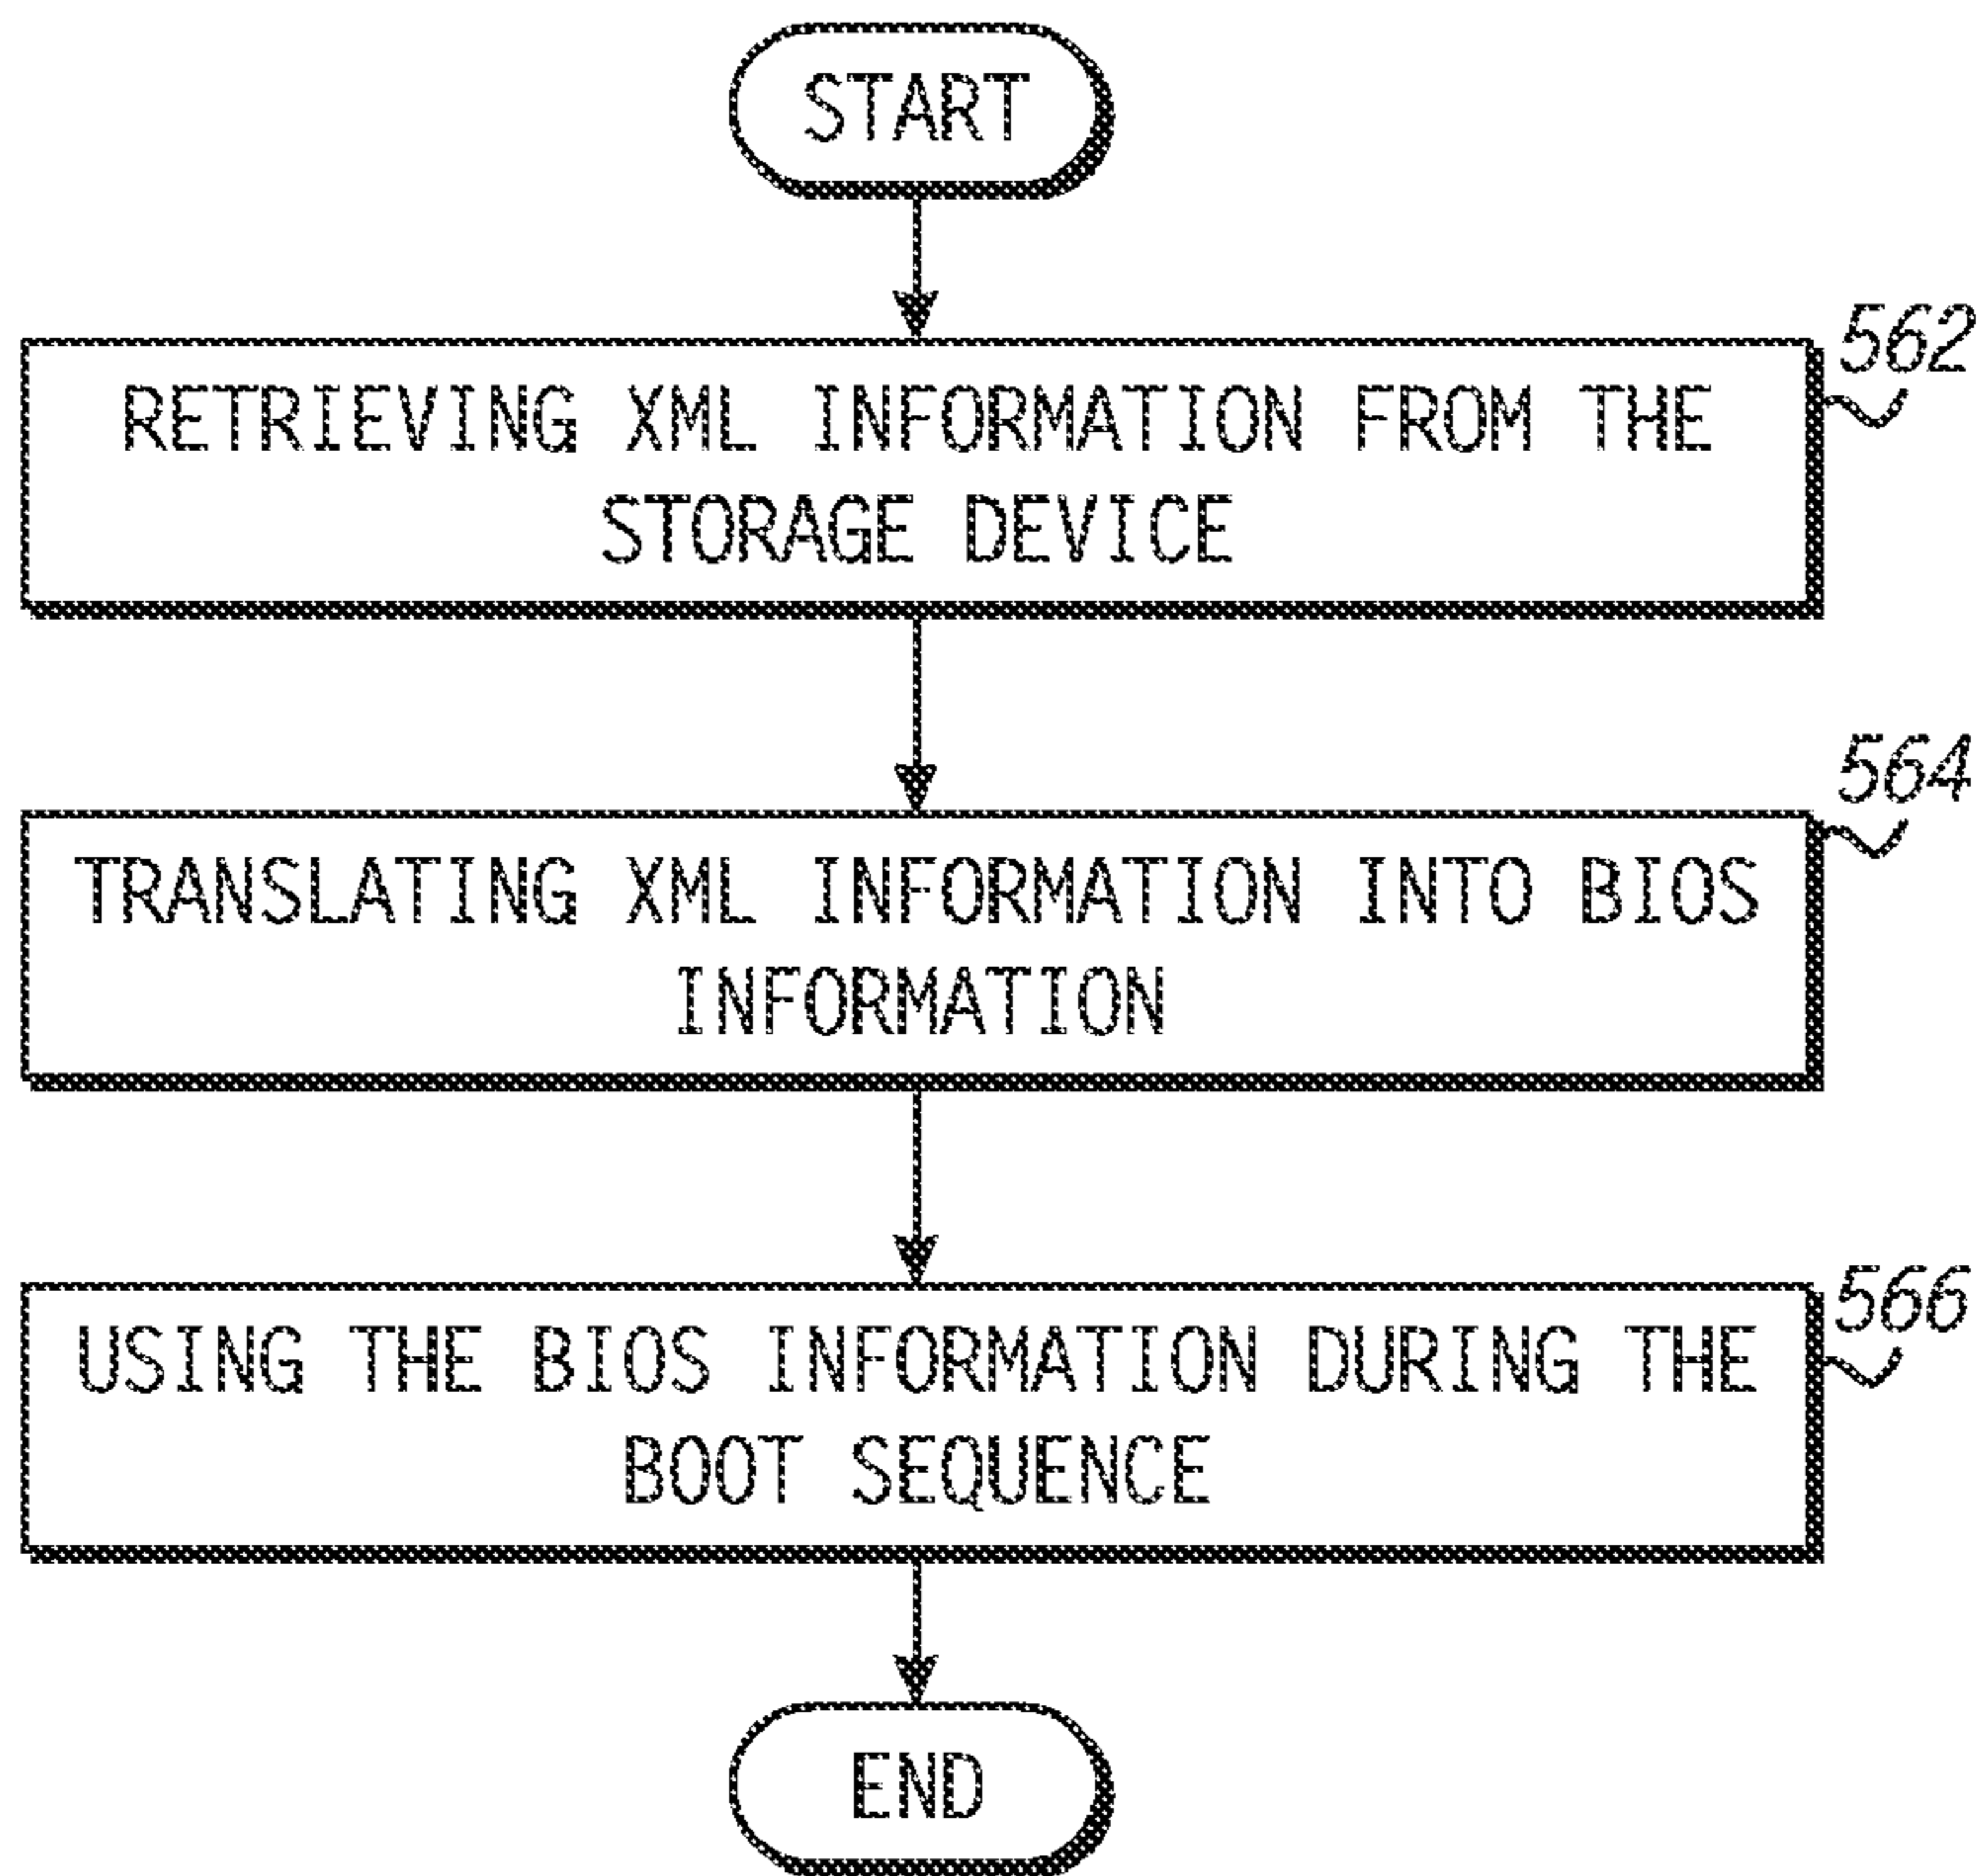 START
562
RETRIEVING XML INFORMATION FROM THE
STORAGE DEVICE
564
TRANSLATING XML INFORMATION INTO BIOS
INFORMATION
566
USING THE BIOS INFORMATION DURING THE
BOOT SEQUENCE
END